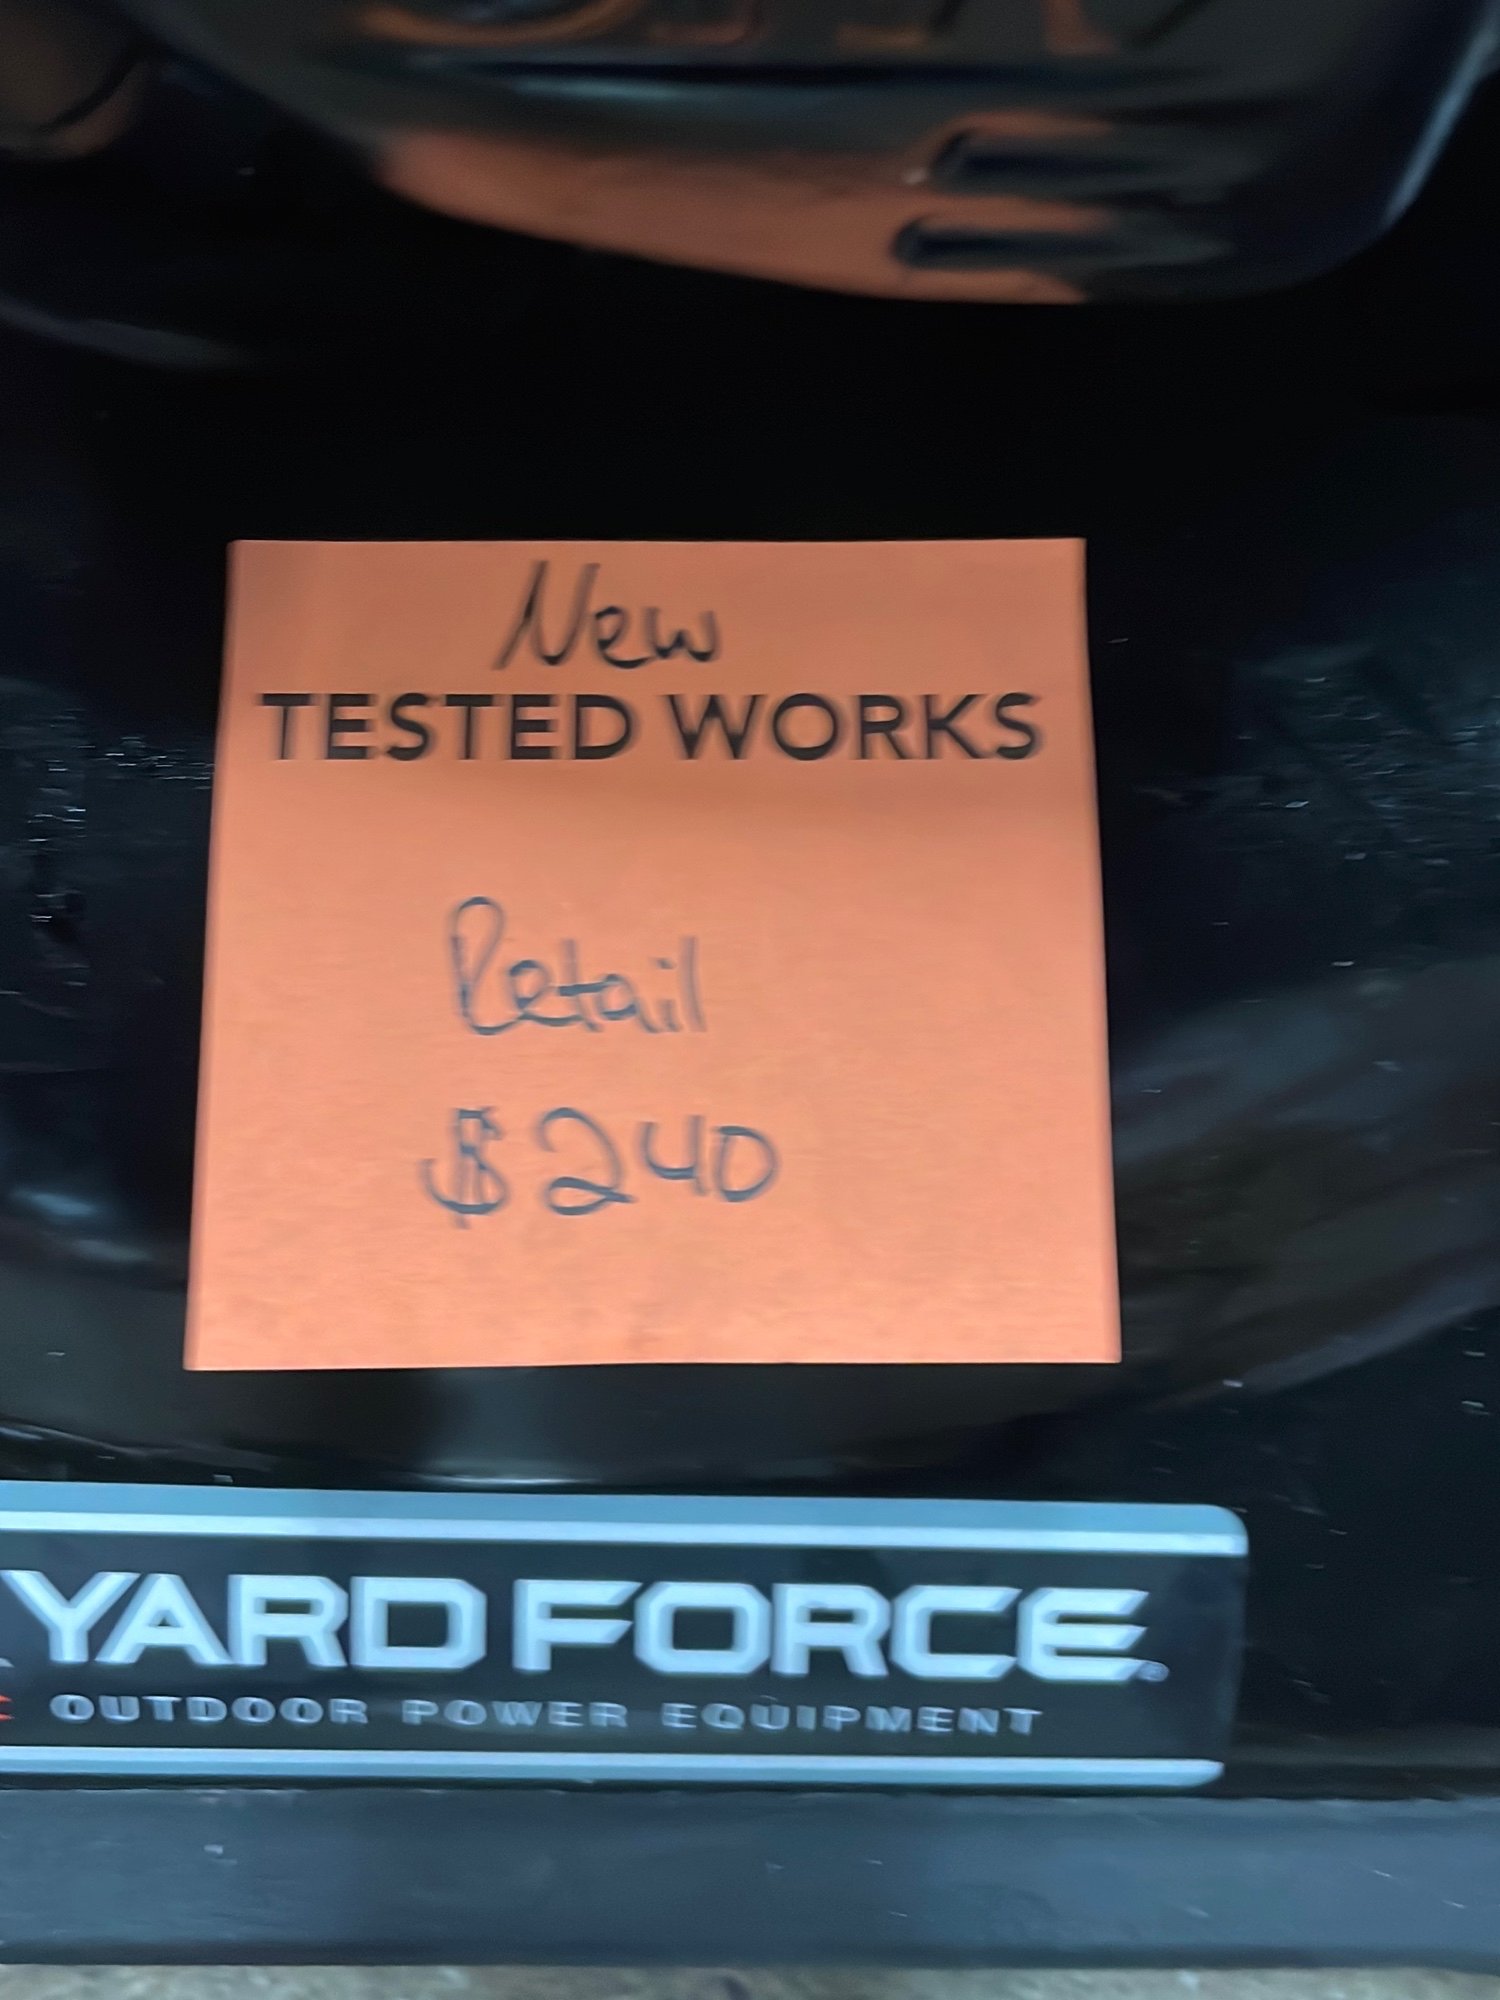 New
TESTED WORKS
Retail
$240
YARD FORCE®
OUTDOOR POWER EQUIPMENT